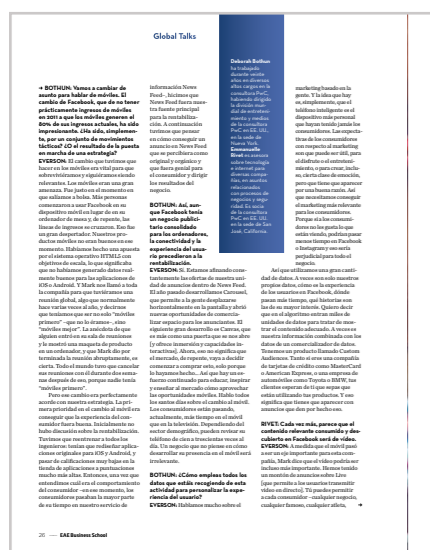 Global Talks
➔ BOTHUN: Vamos a cambiar de
asunto para hablar de móviles. El
cambio de Facebook, que de no tener
prácticamente ingresos de móviles
en 2011 a que los móviles generen el
80% de sus ingresos actuales, ha sido
impresionante. ¿Ha sido, simplemen-
te, por un conjunto de movimientos
tácticos? ¿O el resultado de la puesta
en marcha de una estrategia?
EVERSON: El cambio que tuvimos que
hacer en los móviles era vital para que
sobreviviéramos y siguiéramos siendo
relevantes. Los móviles eran una gran
amenaza. Fue justo en el momento en que
salíamos a bolsa. Más personas
comenzaron a usar Facebook en su
dispositivo móvil en lugar de en su
ordenador de mesa y, de repente, las
líneas de ingresos se cruzaron. Eso fue
un gran despertador. Nuestros pro-
ductos móviles no eran buenos en ese
momento. Habíamos hecho una apuesta
por el sistema operativo HTML5 con
objetivos de escala, lo que significaba
que no habíamos generado datos real-
mente buenos para las aplicaciones de
iOS o Android. Y Mark nos llamó a toda
la compañía para que tuviéramos una
reunión global, algo que normalmente
hace varias veces al año, y decirnos
que teníamos que ser no solo “móviles
primero” –que no lo éramos–, sino
“móviles mejor”. La anécdota de que
alguien entró en su sala de reuniones
y le mostró una maqueta de producto
en un ordenador, y que Mark dio por
terminada la reunión abruptamente, es
cierta. Todo el mundo tuvo que cancelar
sus reuniones con él durante dos sema-
nas después de eso, porque nadie tenía
“móviles primero”.
Pero ese cambio era perfectamente
acorde con nuestra estrategia. La pri-
mera prioridad en el cambio al móvil era
conseguir que la experiencia del con-
sumidor fuera buena. Inicialmente no
hubo discusión sobre la rentabilización.
Tuvimos que reentrenar a todos los
ingenieros: tenían que rediseñar aplica-
ciones originales para iOS y Android, y
pasar de calificaciones muy bajas en la
tienda de aplicaciones a puntuaciones
mucho más altas. Entonces, una vez que
entendimos cuál era el comportamiento
del consumidor –en ese momento, los
consumidores pasaban la mayor parte
de su tiempo en nuestro servicio de
información News
Feed–, hicimos que
News Feed fuera nues-
tra fuente principal
para la rentabiliza-
ción. A continuación
tuvimos que pensar
en cómo conseguir un
anuncio en News Feed
que se percibiera como
original y orgánico y
que fuera genial para
el consumidor y dirigir
los resultados del
negocio.
BOTHUN: Así, aun-
que Facebook tenía
un negocio publici-
tario consolidado
para los ordenadores,
la conectividad y la
experiencia del usua-
rio precedieron a la
rentabilización.
EVERSON: Sí. Estamos afinando cons-
tantemente las ofertas de nuestra uni-
dad de anuncios dentro de News Feed.
El año pasado desarrollamos Carrousel,
que permite a la gente desplazarse
horizontalmente en la pantalla y abrió
nuevas oportunidades de comercia-
lizar espacio para los anunciantes. El
siguiente gran desarrollo es Canvas, que
es más como una puerta que se nos abre
[y ofrece inmersión y capacidades in-
teractivas]. Ahora, eso no significa que
el mercado, de repente, vaya a decidir
comenzar a comprar esto, solo porque
lo hayamos hecho... Así que hay un es-
fuerzo continuado para educar, inspirar
y enseñar al mercado cómo aprovechar
las oportunidades móviles. Hablo todos
los santos días sobre el cambio al móvil.
Los consumidores están pasando,
actualmente, más tiempo en el móvil
que en la televisión. Dependiendo del
sector demográfico, pueden revisar su
teléfono de cien a trescientas veces al
día. Un negocio que no piense en cómo
desarrollar su presencia en el móvil será
irrelevante.
BOTHUN: ¿Cómo empleas todos los
datos que estáis recogiendo de esta
actividad para personalizar la expe-
riencia del usuario?
EVERSON: Hablamos mucho sobre el
Deborah Bothun
ha trabajado
durante veinte
años en diversos
altos cargos en la
consultora PwC,
habiendo dirigido
la división mun-
dial de entreteni-
miento y medios
de la consultora
PwC en EE. UU.,
en la sede de
Nueva York.
Emmanuelle
Rivet es asesora
sobre tecnología
e internet para
diversas compa-
ñías, en asuntos
relacionados
con procesos de
negocios y segu-
ridad. Es socia
de la consultora
PwC en EE. UU.,
en la sede de San
José, California.
marketing basado en la
gente. Y la idea que hay
es, simplemente, que el
teléfono inteligente es el
dispositivo más personal
que hayan tenido jamás los
consumidores. Las expecta-
tivas de los consumidores
con respecto al marketing
son que puede ser útil, para
el disfrute o el entreteni-
miento, o para crear, inclu-
so, cierta clase de emoción,
pero que tiene que aparecer
por una buena razón. Así
que necesitamos conseguir
el marketing más relevante
para los consumidores.
Porque si a los consumi-
dores no les gusta lo que
están viendo, podrían pasar
menos tiempo en Facebook
o Instagram y eso sería
perjudicial para todo el
negocio.
Así que utilizamos una gran canti-
dad de datos. A veces son solo nuestros
propios datos, cómo es la experiencia
de los usuarios en Facebook, dónde
pasan más tiempo, qué historias son
las de su mayor interés. Quiero decir
que en el algoritmo entran miles de
unidades de datos para tratar de mos-
trar el contenido adecuado. A veces es
nuestra información combinada con los
datos de un comercializador de datos.
Tenemos un producto llamado Custom
Audiences. Tanto si eres una compañía
de tarjetas de crédito como MasterCard
o American Express, o una empresa de
automóviles como Toyota o BMW, tus
clientes esperan de ti que sepas que
están utilizando tus productos. Y eso
significa que tienes que aparecer con
anuncios que den por hecho eso.
RIVET: Cada vez más, parece que el
contenido relevante consumido y des-
cubierto en Facebook será de vídeo.
EVERSON: A medida que el móvil pasó
a ser un eje importante para esta com-
pañía, Mark dice que el vídeo podría ser
incluso más importante. Hemos tenido
un montón de anuncios sobre Live
[que permite a los usuarios transmitir
vídeo en directo]. Tú puedes permitir
a cada consumidor –cualquier negocio,
cualquier famoso, cualquier atleta, ➔
26 — EAE Business School